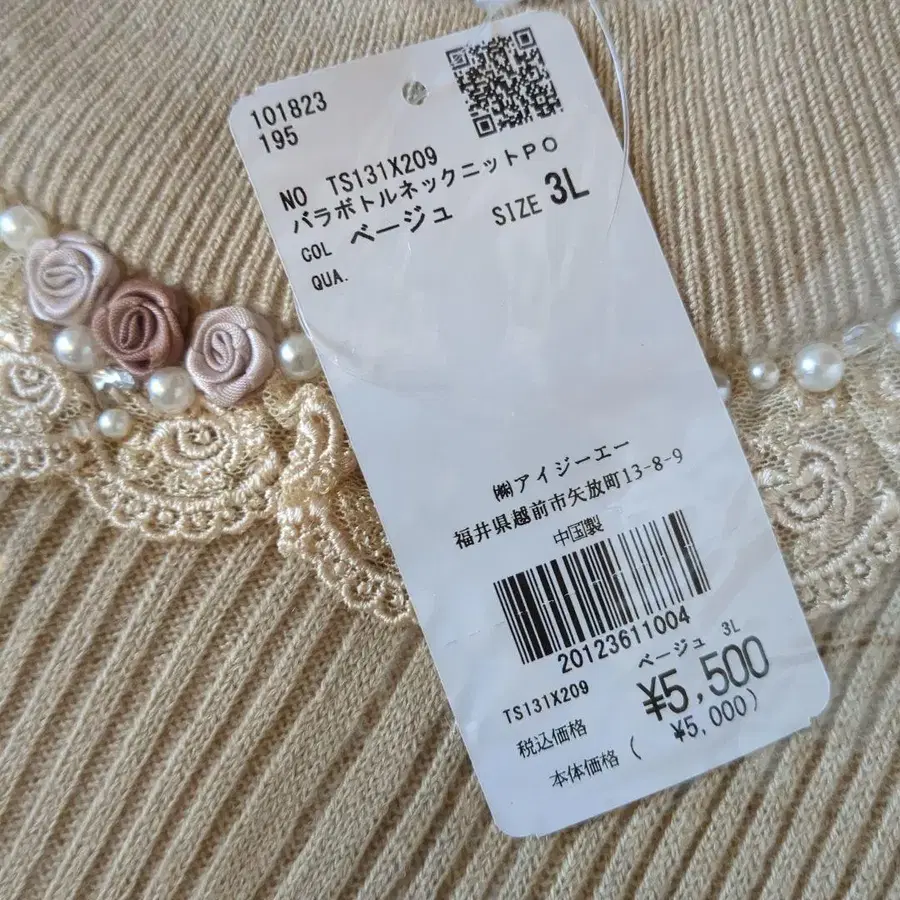 101823
195
NO TS131X209
バラボトルネックニットPO
COL ベージュ SIZE 3L
QUA.
㈱アイジーエー
福井県越前市矢放町13-8-9
中国製
20123611004
ベージュ 3L
TS131X209
税込価格 ¥5,500
本体価格 ( ¥5,000)